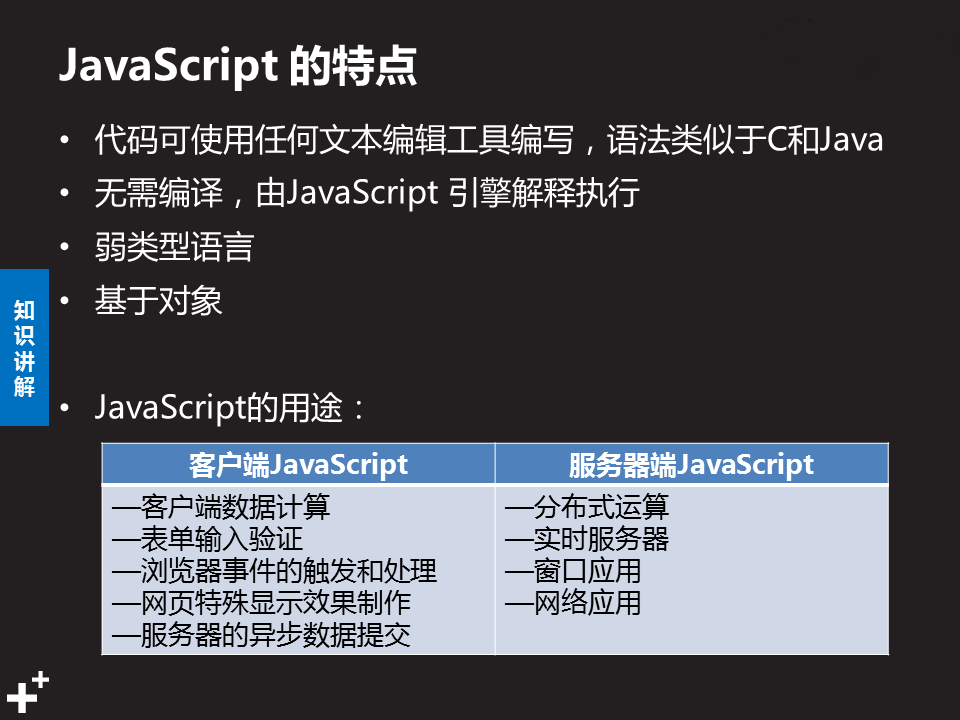 JavaScript 的特点
• 代码可使用任何文本编辑工具编写，语法类似于C和Java
• 无需编译，由JavaScript 引擎解释执行
• 弱类型语言
• 基于对象
知识讲解
• JavaScript的用途：
客户端JavaScript
服务器端JavaScript
—客户端数据计算
—表单输入验证
—浏览器事件的触发和处理
—网页特殊显示效果制作
—服务器的异步数据提交
—分布式运算
—实时服务器
—窗口应用
—网络应用